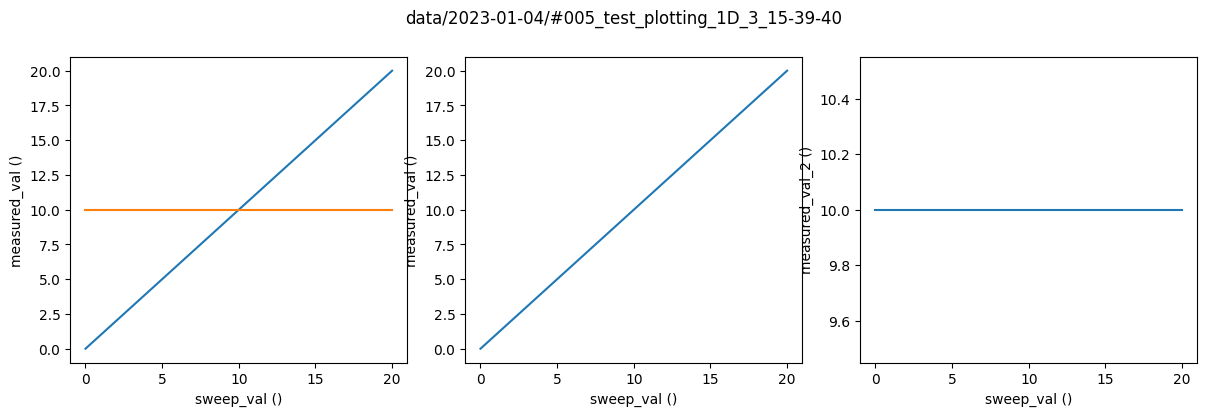 data/2023-01-04/#005_test_plotting_1D_3_15-39-40
measured_val ()
20.0
17.5
15.0
12.5
10.0
7.5
5.0
2.5
0.0
0 5 10 15 20
sweep_val ()
measured_val ()
20.0
17.5
15.0
12.5
10.0
7.5
5.0
2.5
0.0
0 5 10 15 20
sweep_val ()
measured_val_2 ()
10.4
10.2
10.0
9.8
9.6
0 5 10 15 20
sweep_val ()